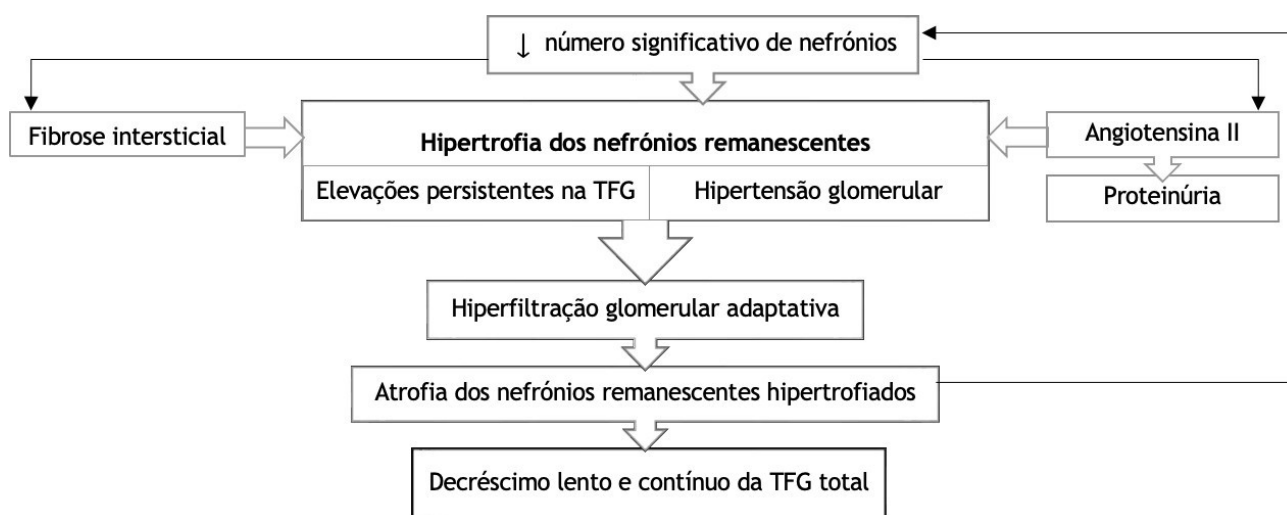 ↓ número significativo de nefrónios
Fibrose intersticial
Hipertrofia dos nefrónios remanescentes
Angiotensina II
Elevações persistentes na TFG
Hipertensão glomerular
Proteinúria
Hiperfiltração glomerular adaptativa
Atrofia dos nefrónios remanescentes hipertrofiados
Decréscimo lento e contínuo da TFG total